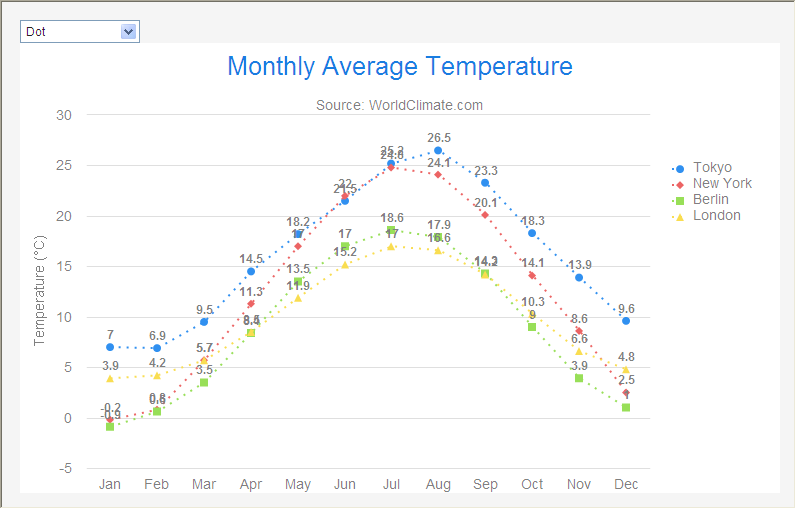 Dot
Monthly Average Temperature
Source: WorldClimate.com
Temperature (°C)
30
25
20
15
10
5
0
-5
7 6.9 9.5 14.5 18.2 21.5 25.2 26.5 23.3 18.3 13.9 9.6
-0.2 0.8 5.7 11.3 17 22 24.8 24.1 20.1 14.1 8.6 2.5
-0.9 0.6 3.5 8.4 13.5 17 18.6 17.9 14.3 9 3.9 1
3.9 4.2 5.7 8.5 11.9 15.2 17 16.6 14.2 10.3 6.6 4.8
Jan Feb Mar Apr May Jun Jul Aug Sep Oct Nov Dec
Tokyo
New York
Berlin
London